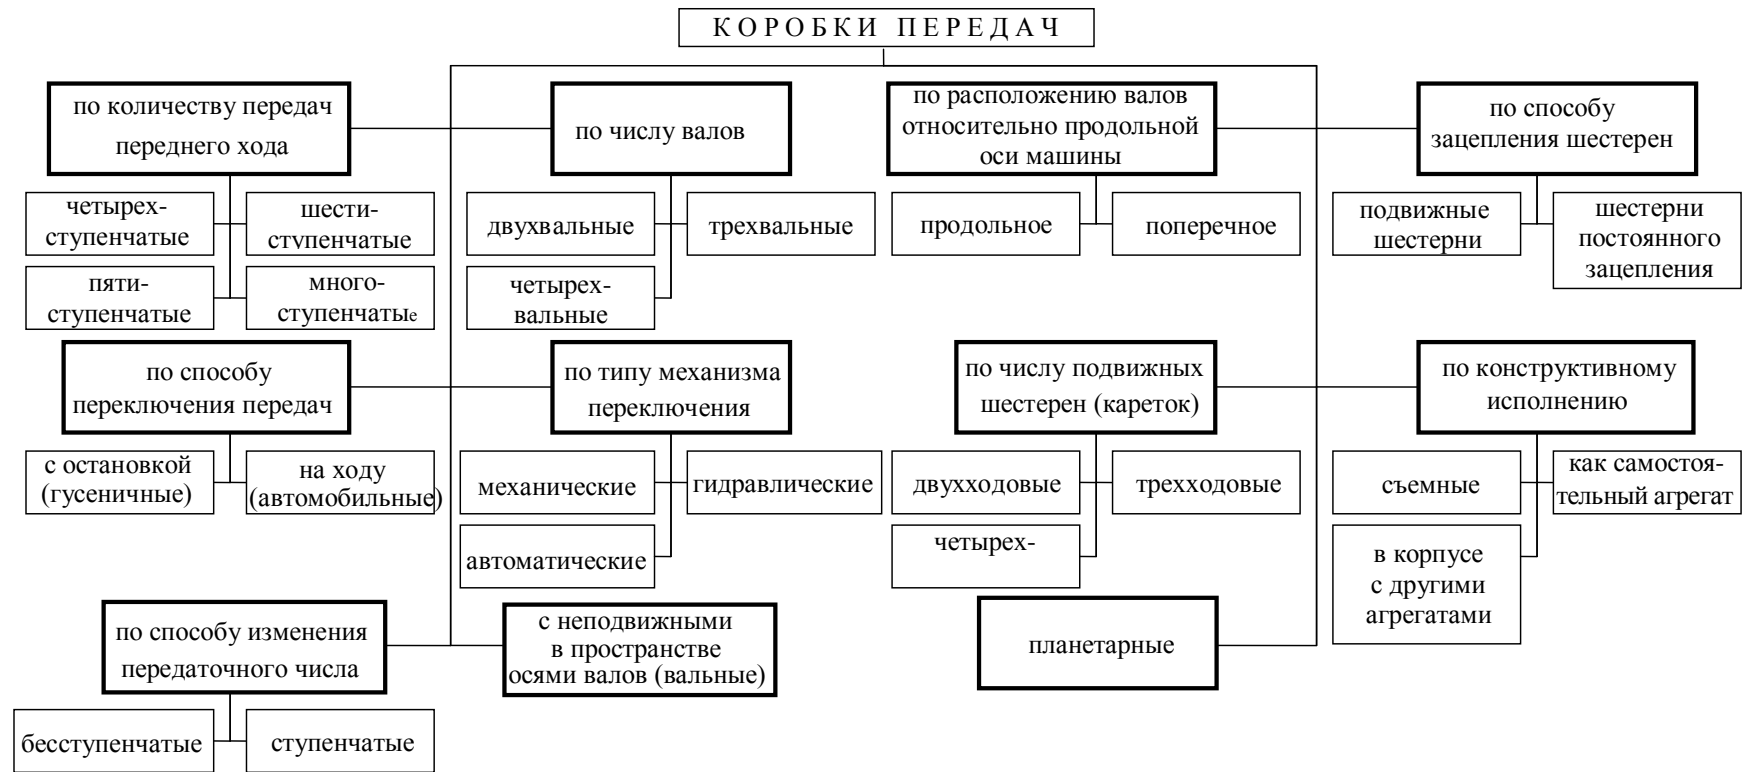 КОРОБКИ ПЕРЕДАЧ
по количеству передач
переднего хода
четырех-
ступенчатые
шести-
ступенчатые
пяти-
ступенчатые
много-
ступенчатые
по числу валов
двухвальные
трехвальные
четырех-
вальные
по расположению валов
относительно продольной
оси машины
продольное
поперечное
по способу
зацепления шестерен
подвижные
шестерни
шестерни
постоянного
зацепления
по способу
переключения передач
с остановкой
(гусеничные)
на ходу
(автомобильные)
по типу механизма
переключения
механические
гидравлические
автоматические
по числу подвижных
шестерен (кареток)
двухходовые
трехходовые
четырех-
по конструктивному
исполнению
съемные
как самостоя-
тельный агрегат
в корпусе
с другими
агрегатами
по способу изменения
передаточного числа
бесступенчатые
ступенчатые
с неподвижными
в пространстве
осями валов (вальные)
планетарные